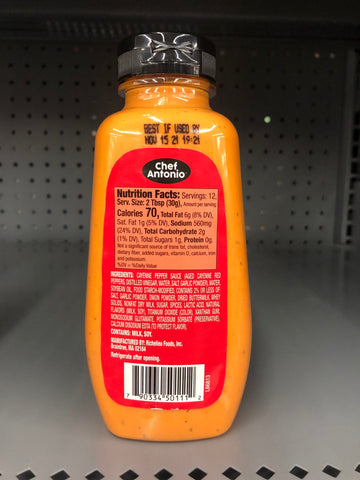 BEST IF USED BY
NOV 15 21 19:21
Chef
Antonio
Nutrition Facts: Servings: 12,
Serv. Size: 2 Tbsp (30g), Amount per serving
Calories 70, Total Fat 6g (8% DV),
Sat. Fat 1g (5% DV), Sodium 560mg
(24% DV), Total Carbohydrate 2g
(1% DV), Total Sugars 1g, Protein 0g.
Not a significant source of trans fat, cholesterol,
dietary fiber, added sugars, vitamin D, calcium, iron
and potassium.
%DV = %Daily Value
INGREDIENTS: CAYENNE PEPPER SAUCE (AGED CAYENNE RED
PEPPERS, DISTILLED VINEGAR, WATER, SALT, GARLIC POWDER), WATER,
SOYBEAN OIL, FOOD STARCH-MODIFIED, CONTAINS 2% OR LESS OF:
SALT, GARLIC POWDER, ONION POWDER, DRIED BUTTERMILK, WHEY
SOLIDS, NONFAT DRY MILK, SUGAR, SPICES, LACTIC ACID, NATURAL
FLAVORS (MILK, SOY), TITANIUM DIOXIDE (COLOR), XANTHAN GUM,
MONOSODIUM GLUTAMATE, POTASSIUM SORBATE (PRESERVATIVE),
CALCIUM DISODIUM EDTA (TO PROTECT FLAVOR).
CONTAINS: MILK, SOY.
MANUFACTURED BY: Richelieu Foods, Inc.
Braintree, MA 02184
Refrigerate after opening.
7 90334 50111 2